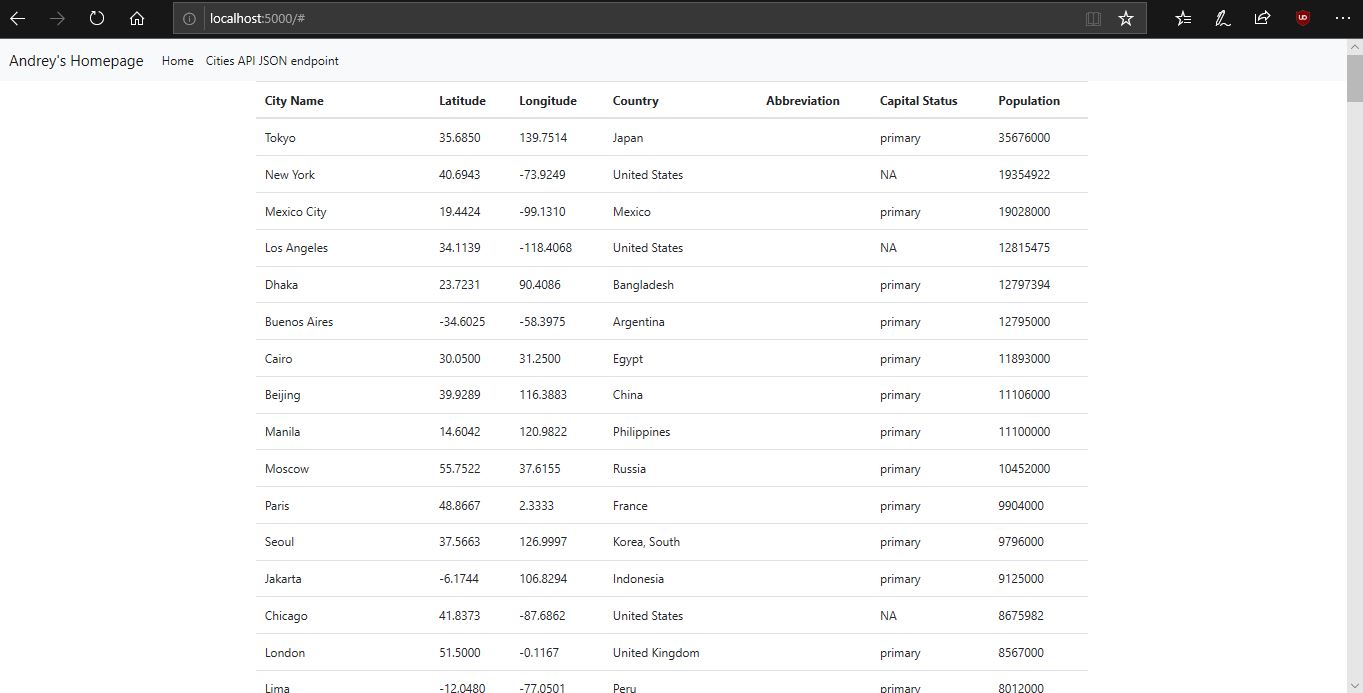 localhost:5000/#
UD
Andrey's Homepage Home Cities API JSON endpoint
City Name Latitude Longitude Country Abbreviation Capital Status Population
Tokyo 35.6850 139.7514 Japan primary 35676000
New York 40.6943 -73.9249 United States NA 19354922
Mexico City 19.4424 -99.1310 Mexico primary 19028000
Los Angeles 34.1139 -118.4068 United States NA 12815475
Dhaka 23.7231 90.4086 Bangladesh primary 12797394
Buenos Aires -34.6025 -58.3975 Argentina primary 12795000
Cairo 30.0500 31.2500 Egypt primary 11893000
Beijing 39.9289 116.3883 China primary 11106000
Manila 14.6042 120.9822 Philippines primary 11100000
Moscow 55.7522 37.6155 Russia primary 10452000
Paris 48.8667 2.3333 France primary 9904000
Seoul 37.5663 126.9997 Korea, South primary 9796000
Jakarta -6.1744 106.8294 Indonesia primary 9125000
Chicago 41.8373 -87.6862 United States NA 8675982
London 51.5000 -0.1167 United Kingdom primary 8567000
Lima -12.0480 -77.0501 Peru primary 8012000